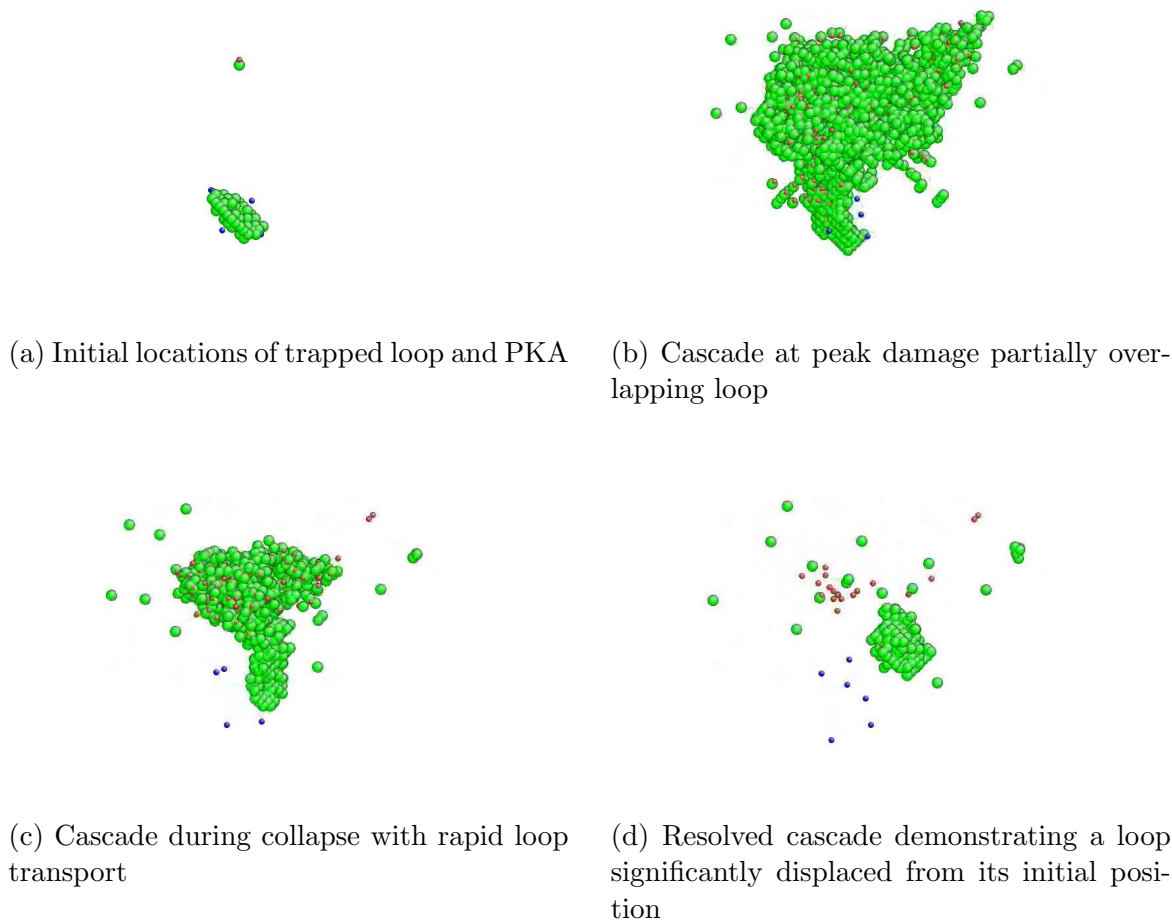 (a) Initial locations of trapped loop and PKA
(b) Cascade at peak damage partially over-
lapping loop
(c) Cascade during collapse with rapid loop
transport
(d) Resolved cascade demonstrating a loop
significantly displaced from its initial posi-
tion